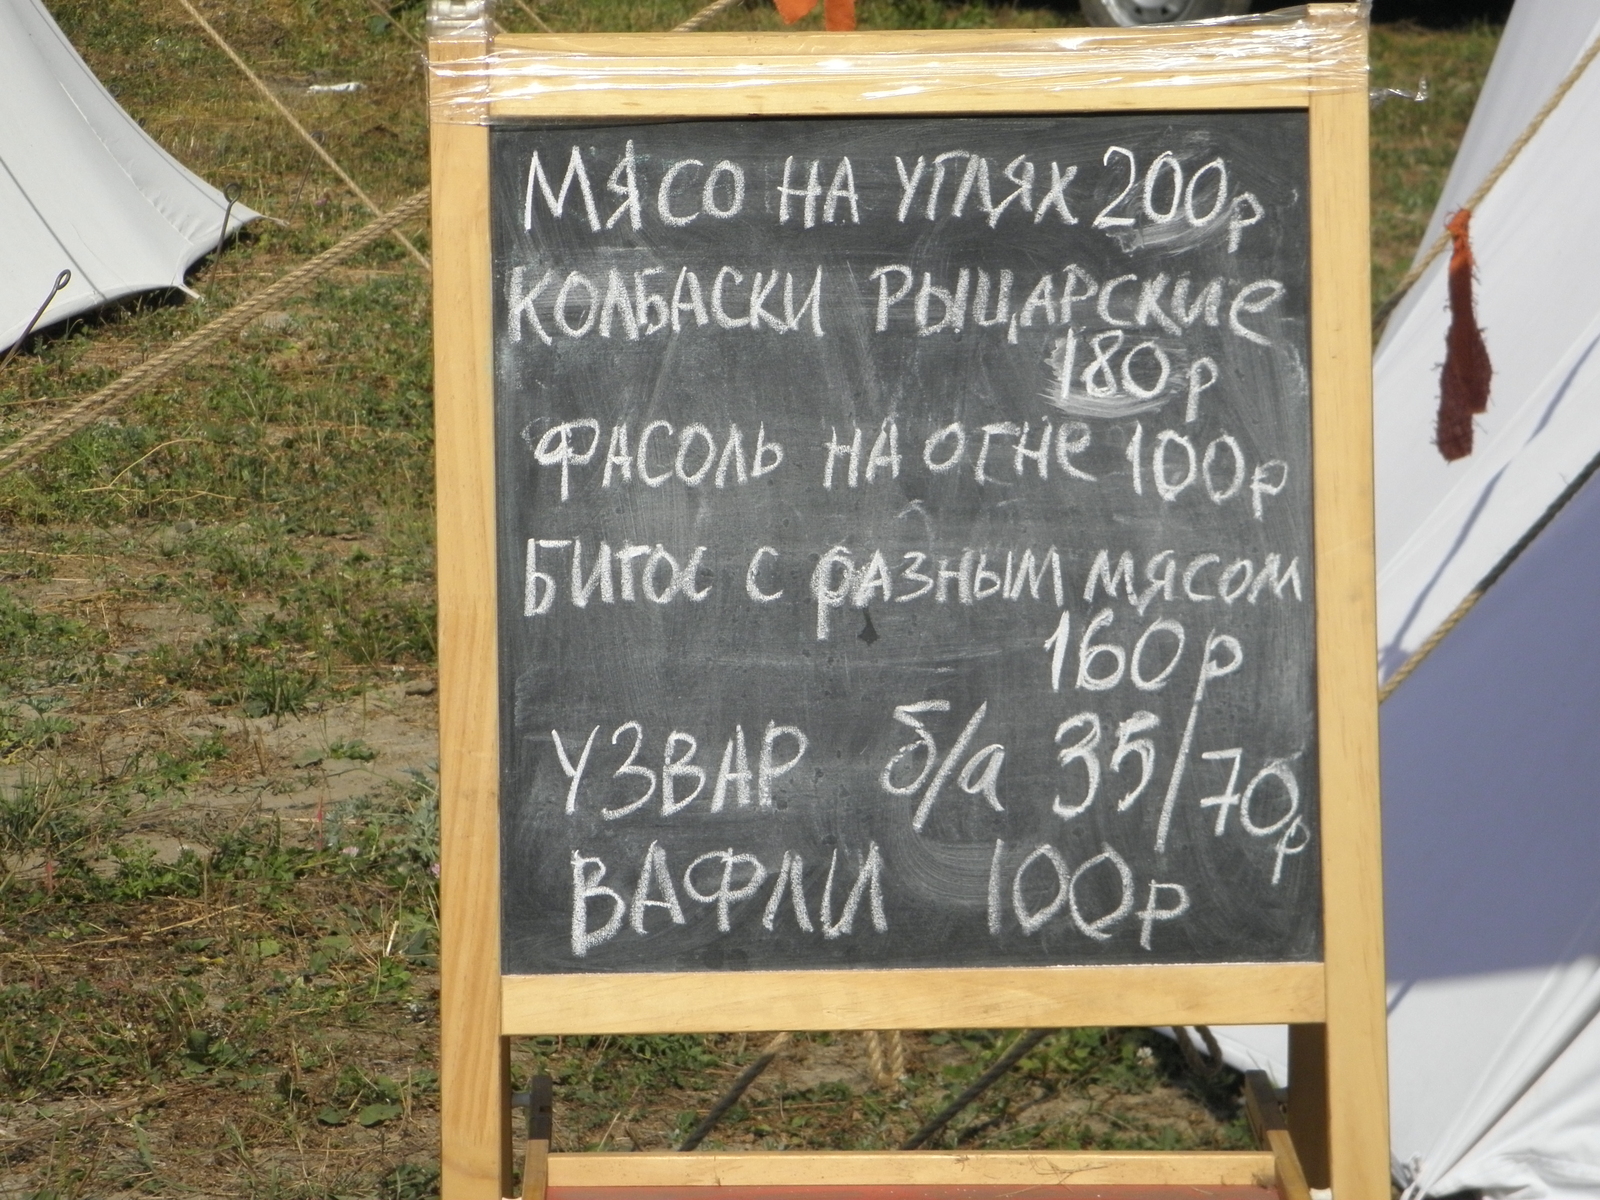 МЯСО НА УГЛЯХ 200р
КОЛБАСКИ РЫЦАРСКИЕ
180р
ФАСОЛЬ НА ОГНЕ 100р
БИГОС С РАЗНЫМ МЯСОМ
160р
УЗВАР б/а 35/70р
ВАФЛИ 100р